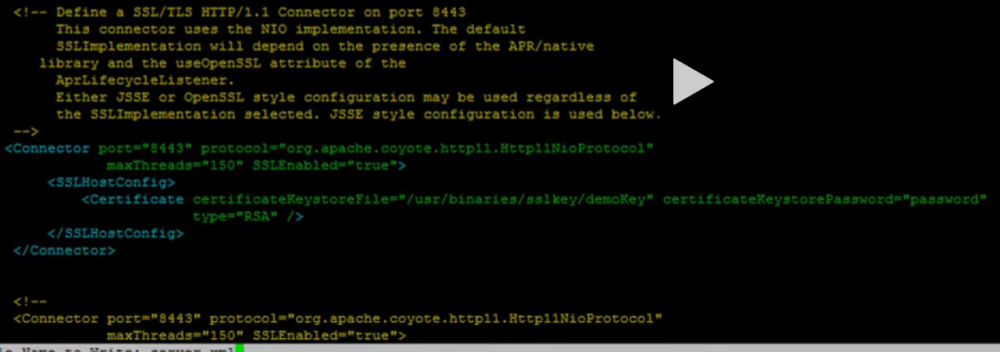 <!-- Define a SSL/TLS HTTP/1.1 Connector on port 8443
This connector uses the NIO implementation. The default
SSLImplementation will depend on the presence of the APR/native
library and the useOpenSSL attribute of the
AprLifecycleListener.
Either JSSE or OpenSSL style configuration may be used regardless of
the SSLImplementation selected. JSSE style configuration is used below.
-->
<Connector port="8443" protocol="org.apache.coyote.http11.Http11NioProtocol"
maxThreads="150" SSLEnabled="true">
<SSLHostConfig>
<Certificate certificateKeystoreFile="/usr/binaries/sslkey/demoKey" certificateKeystorePassword="password"
type="RSA" />
</SSLHostConfig>
</Connector>
<!--
<Connector port="8443" protocol="org.apache.coyote.http11.Http11NioProtocol"
maxThreads="150" SSLEnabled="true">
Name to Write: server.xml